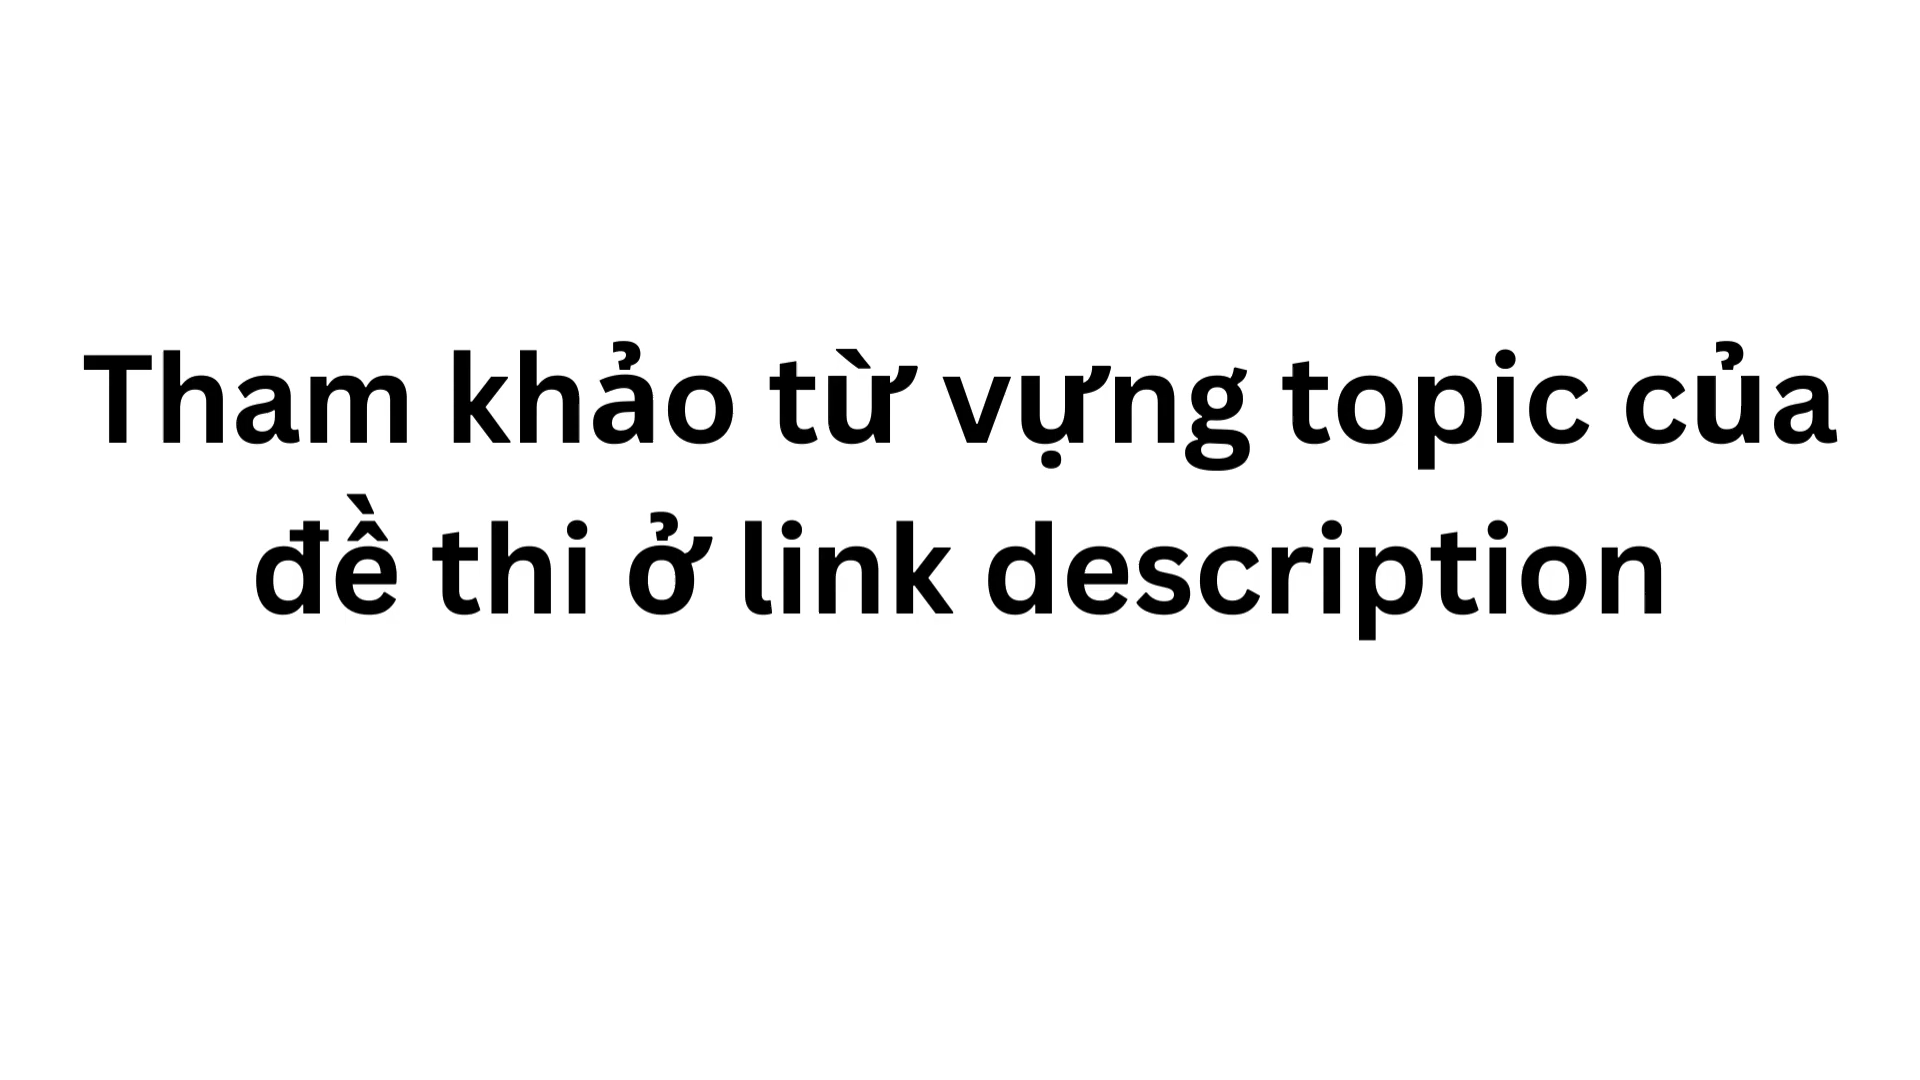 Tham khảo từ vựng topic của
đề thi ở link description